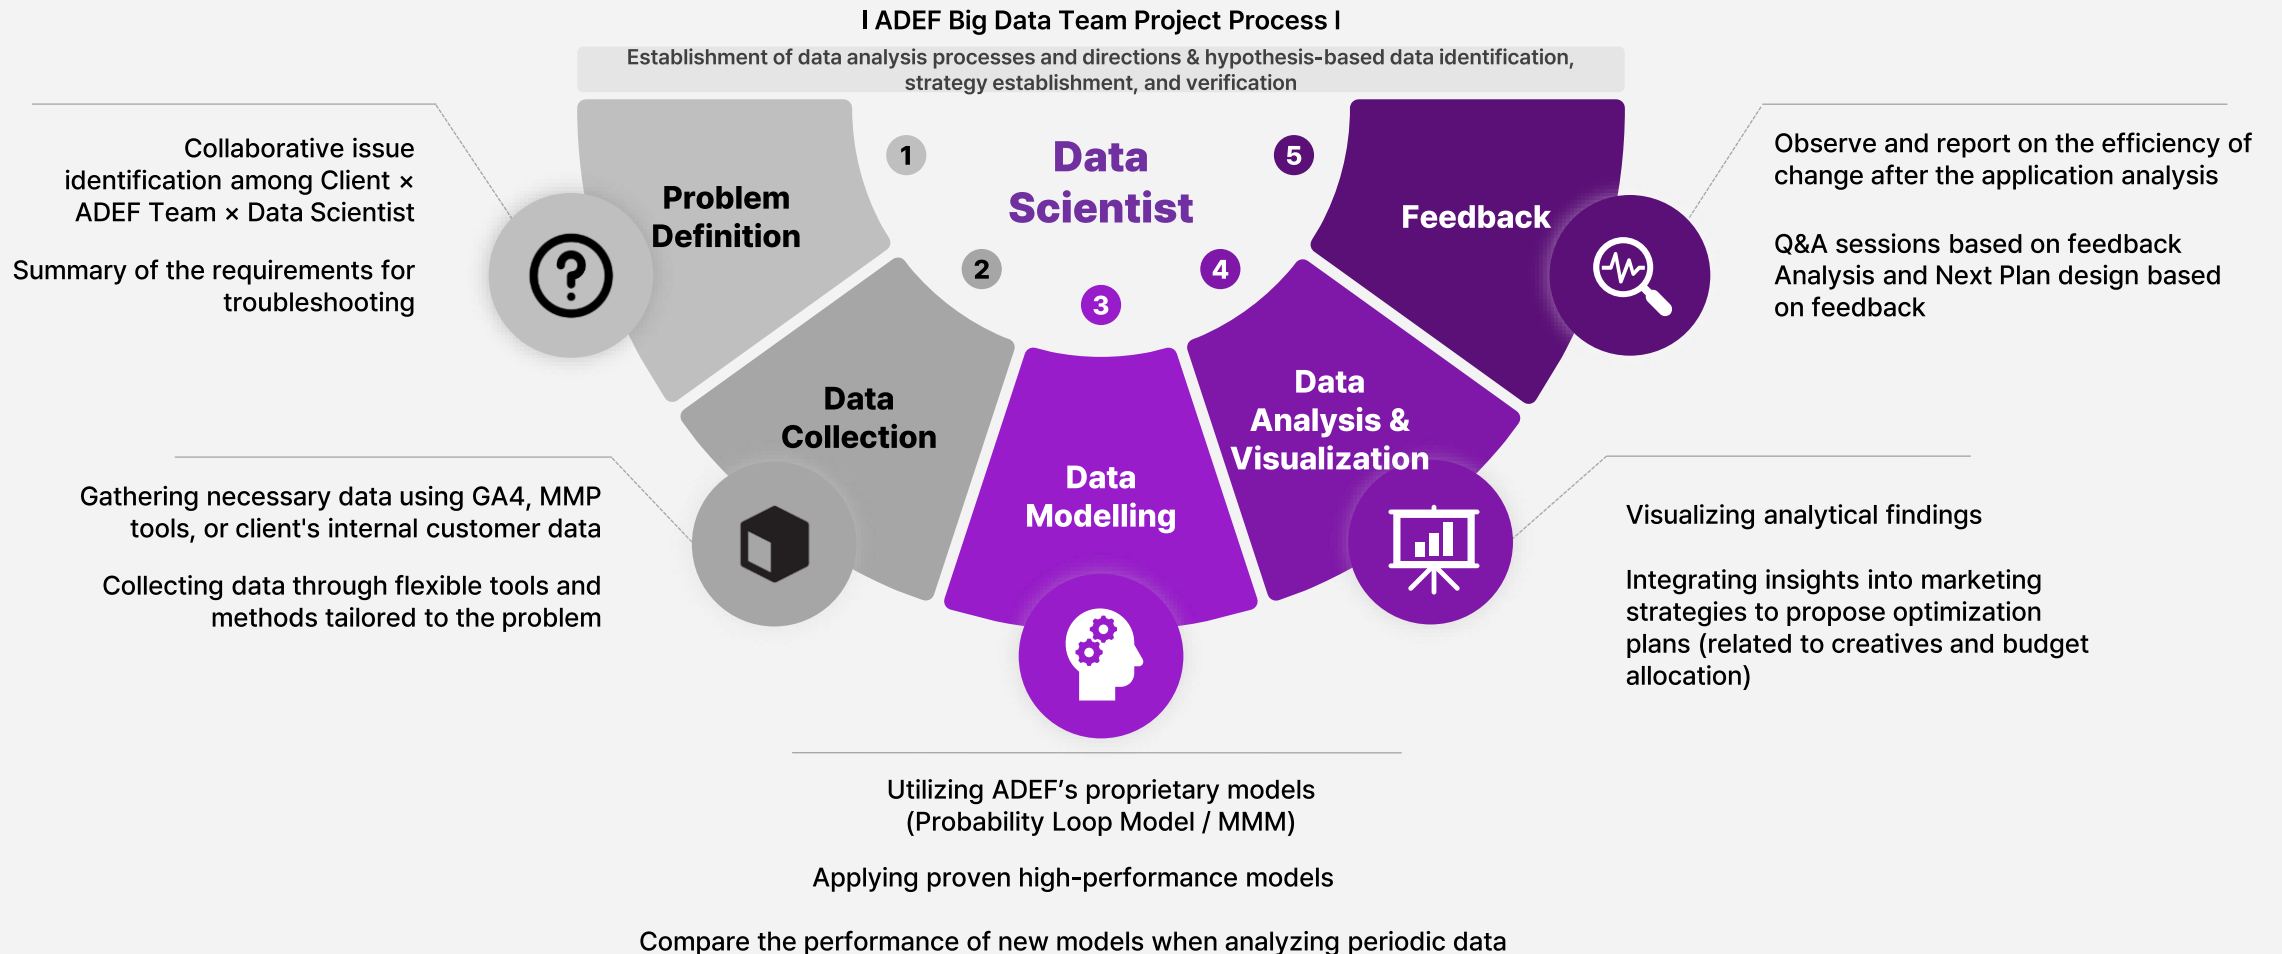 I ADEF Big Data Team Project Process I
Establishment of data analysis processes and directions & hypothesis-based data identification,
strategy establishment, and verification
Data
Scientist
1
Problem
Definition
Collaborative issue
identification among Client ×
ADEF Team × Data Scientist
Summary of the requirements for
troubleshooting
2
Data
Collection
Gathering necessary data using GA4, MMP
tools, or client's internal customer data
Collecting data through flexible tools and
methods tailored to the problem
3
Data
Modelling
Utilizing ADEF’s proprietary models
(Probability Loop Model / MMM)
Applying proven high-performance models
Compare the performance of new models when analyzing periodic data
4
Data
Analysis &
Visualization
Visualizing analytical findings
Integrating insights into marketing
strategies to propose optimization
plans (related to creatives and budget
allocation)
5
Feedback
Observe and report on the efficiency of
change after the application analysis
Q&A sessions based on feedback
Analysis and Next Plan design based
on feedback